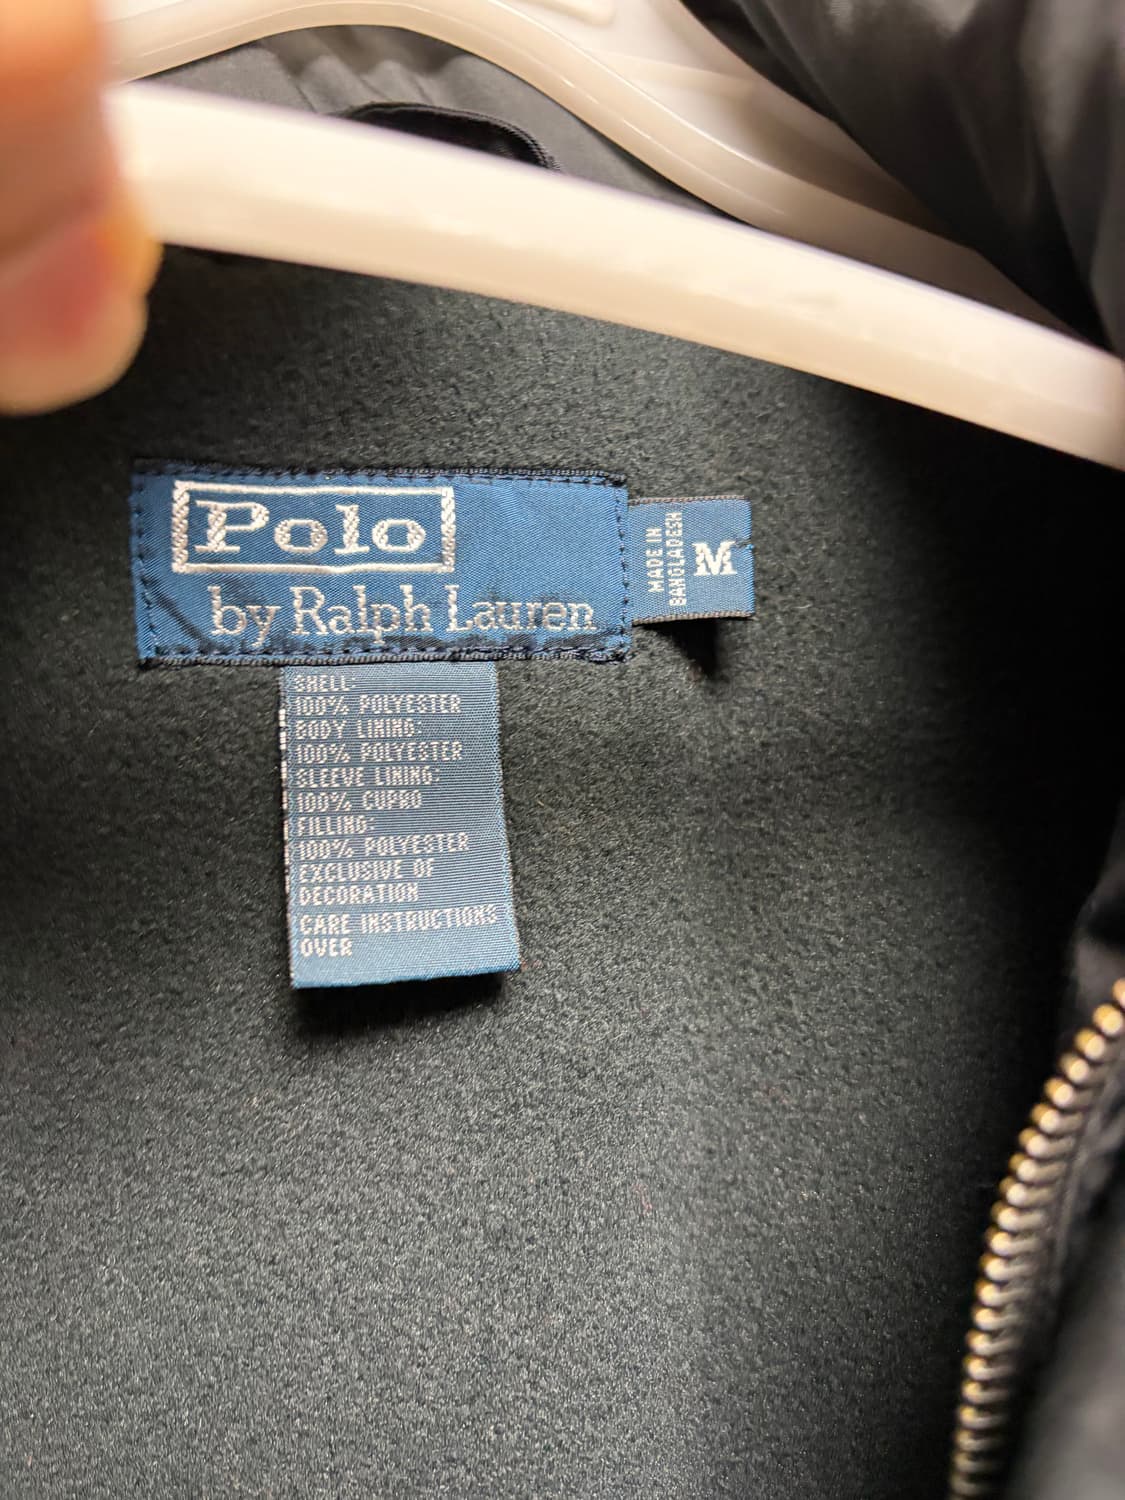 Polo
by Ralph Lauren
MADE IN
BANGLADESH
M
SHELL:
100% POLYESTER
BODY LINING:
100% POLYESTER
SLEEVE LINING:
100% CUPRO
FILLING:
100% POLYESTER
EXCLUSIVE OF
DECORATION
CARE INSTRUCTIONS
OVER